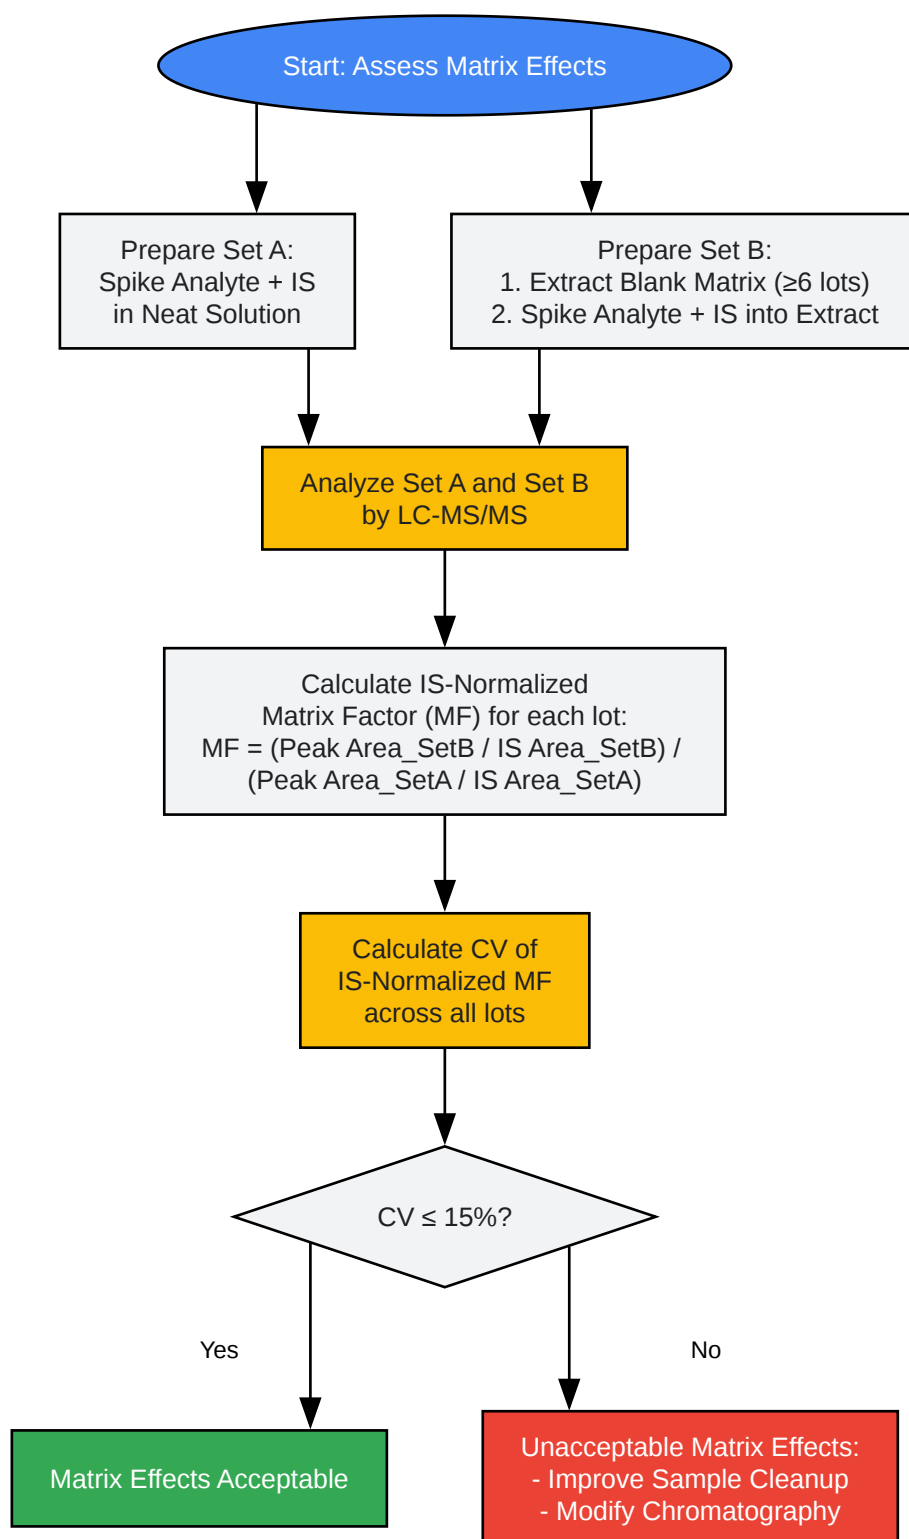 Start: Assess Matrix Effects
Prepare Set A:
Spike Analyte + IS
in Neat Solution
Prepare Set B:
1. Extract Blank Matrix (≥6 lots)
2. Spike Analyte + IS into Extract
Analyze Set A and Set B
by LC-MS/MS
Calculate IS-Normalized
Matrix Factor (MF) for each lot:
MF = (Peak Area_SetB / IS Area_SetB) /
(Peak Area_SetA / IS Area_SetA)
Calculate CV of
IS-Normalized MF
across all lots
CV ≤ 15%?
Yes
No
Matrix Effects Acceptable
Unacceptable Matrix Effects:
- Improve Sample Cleanup
- Modify Chromatography